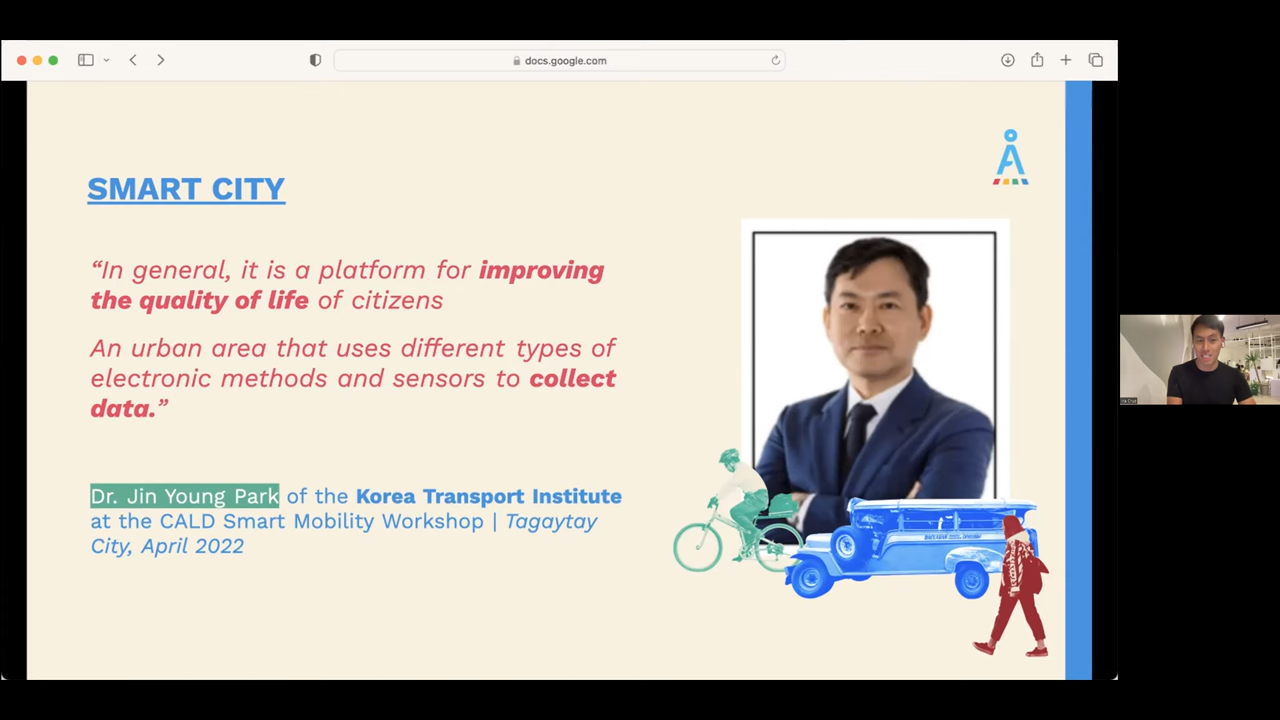 docs.google.com
SMART CITY
“In general, it is a platform for improving
the quality of life of citizens
An urban area that uses different types of
electronic methods and sensors to collect
data.”
Dr. Jin Young Park of the Korea Transport Institute
at the CALD Smart Mobility Workshop | Tagaytay
City, April 2022